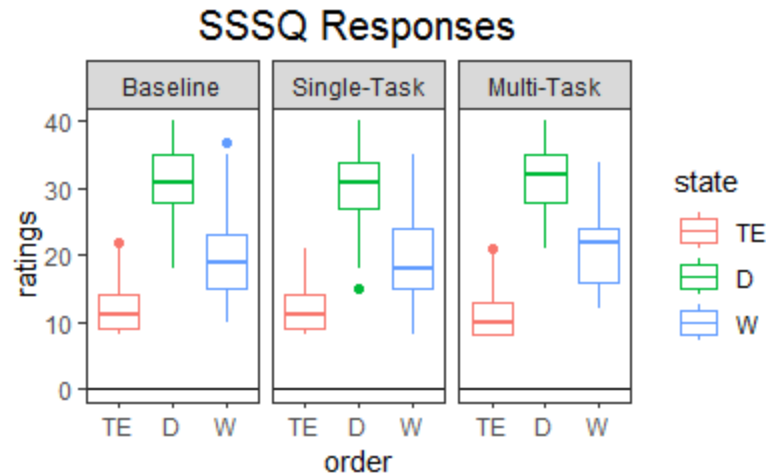 SSSQ Responses
Baseline Single-Task Multi-Task
40
30
20
10
0
ratings
TE D W TE D W TE D W
order
state
TE
D
W